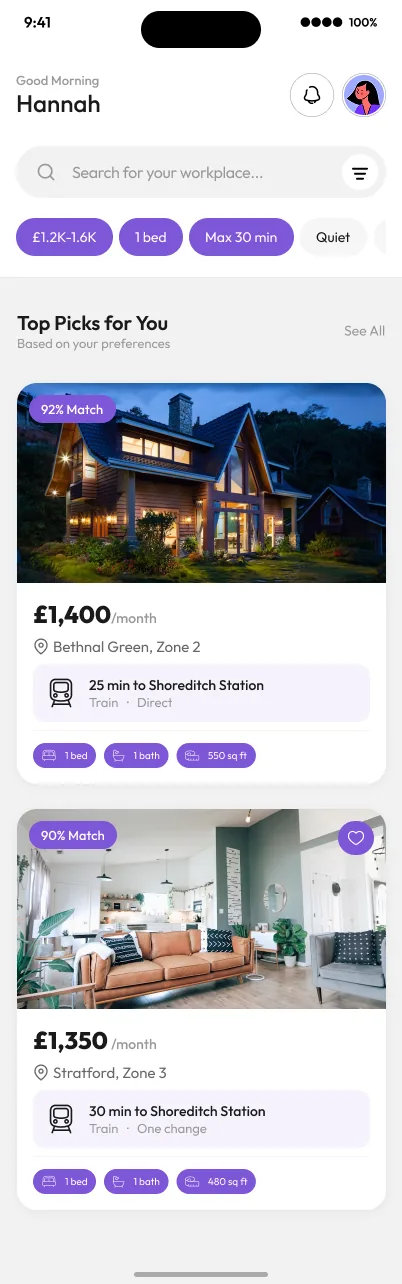 9:41
100%
Good Morning
Hannah
Search for your workplace...
£1.2K-1.6K
1 bed
Max 30 min
Quiet
Top Picks for You
See All
Based on your preferences
92% Match
£1,400/month
Bethnal Green, Zone 2
25 min to Shoreditch Station
Train · Direct
1 bed
1 bath
550 sq ft
90% Match
£1,350 /month
Stratford, Zone 3
30 min to Shoreditch Station
Train · One change
1 bed
1 bath
480 sq ft